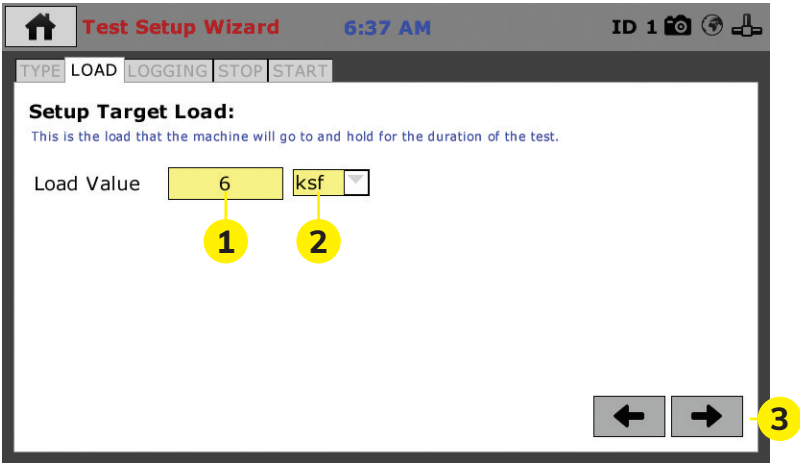 Test Setup Wizard 6:37 AM ID 1
TYPE LOAD LOGGING STOP START
Setup Target Load:
This is the load that the machine will go to and hold for the duration of the test.
Load Value 6 ksf
1 2
3